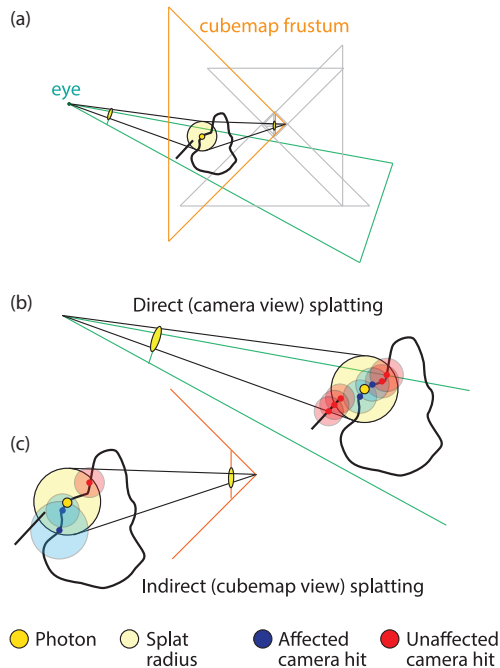 (a)
cubemap frustum
eye
(b)
Direct (camera view) splatting
(c)
Indirect (cubemap view) splatting
Photon
Splat
radius
Affected
camera hit
Unaffected
camera hit